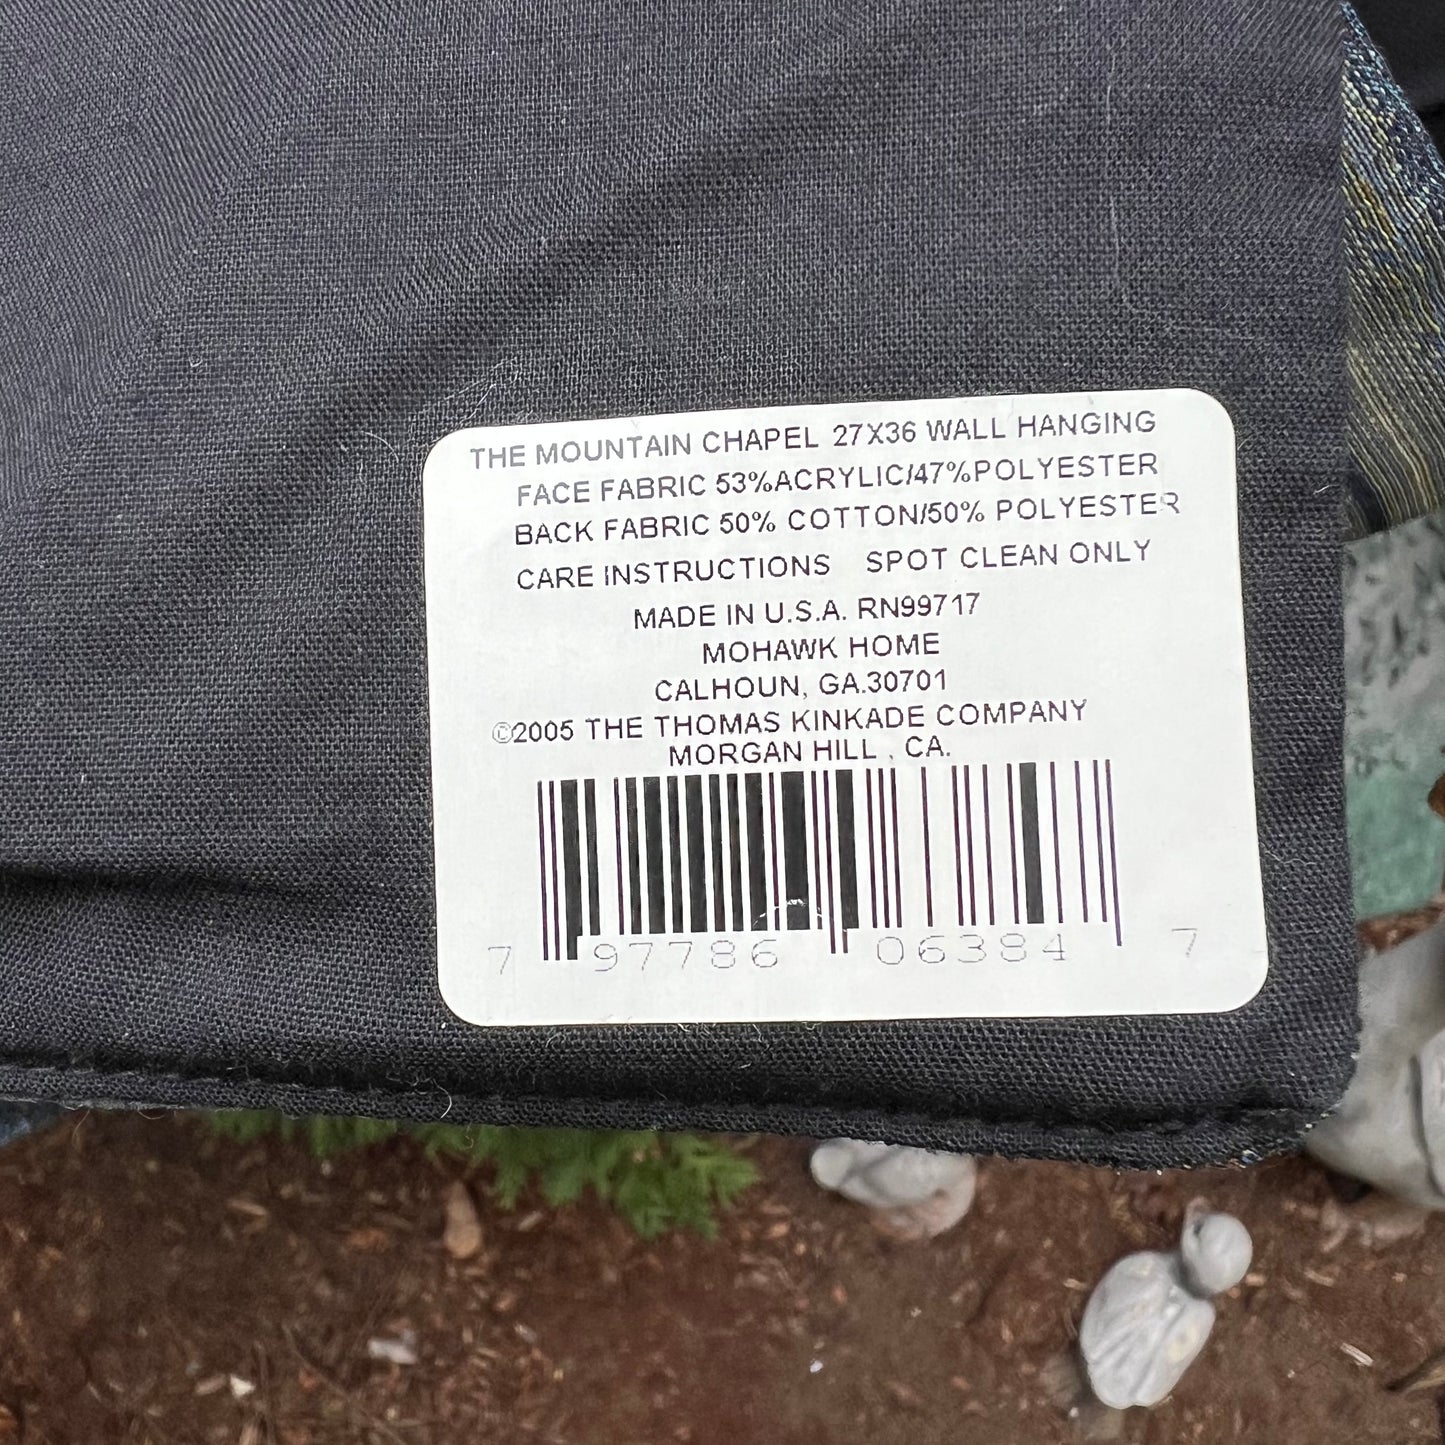 THE MOUNTAIN CHAPEL 27X36 WALL HANGING
FACE FABRIC 53%ACRYLIC/47%POLYESTER
BACK FABRIC 50% COTTON/50% POLYESTER
CARE INSTRUCTIONS SPOT CLEAN ONLY
MADE IN U.S.A. RN99717
MOHAWK HOME
CALHOUN, GA.30701
©2005 THE THOMAS KINKADE COMPANY
MORGAN HILL , CA.
7 97786 06384 7